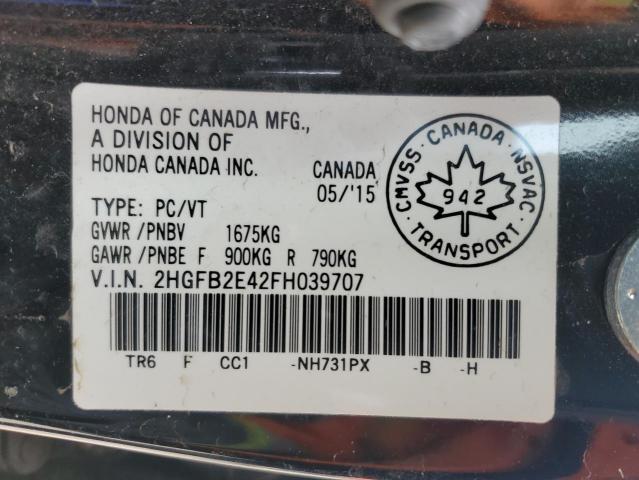 HONDA OF CANADA MFG.,
A DIVISION OF
HONDA CANADA INC. CANADA
05/'15
TYPE: PC/VT
GVWR /PNBV 1675KG
GAWR /PNBE F 900KG R 790KG
V.I.N. 2HGFB2E42FH039707
TR6 F CC1 -NH731PX -B -H
CMVSS · CANADA · NSVAC
942
· TRANSPORT ·